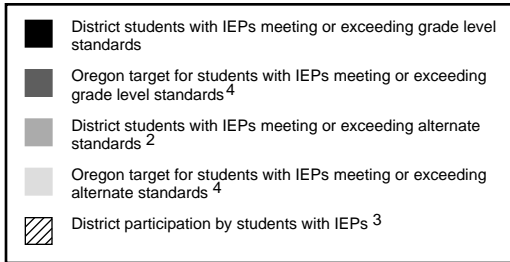 District students with IEPs meeting or exceeding grade level
standards
Oregon target for students with IEPs meeting or exceeding
grade level standards 4
District students with IEPs meeting or exceeding alternate
standards 2
Oregon target for students with IEPs meeting or exceeding
alternate standards 4
District participation by students with IEPs 3